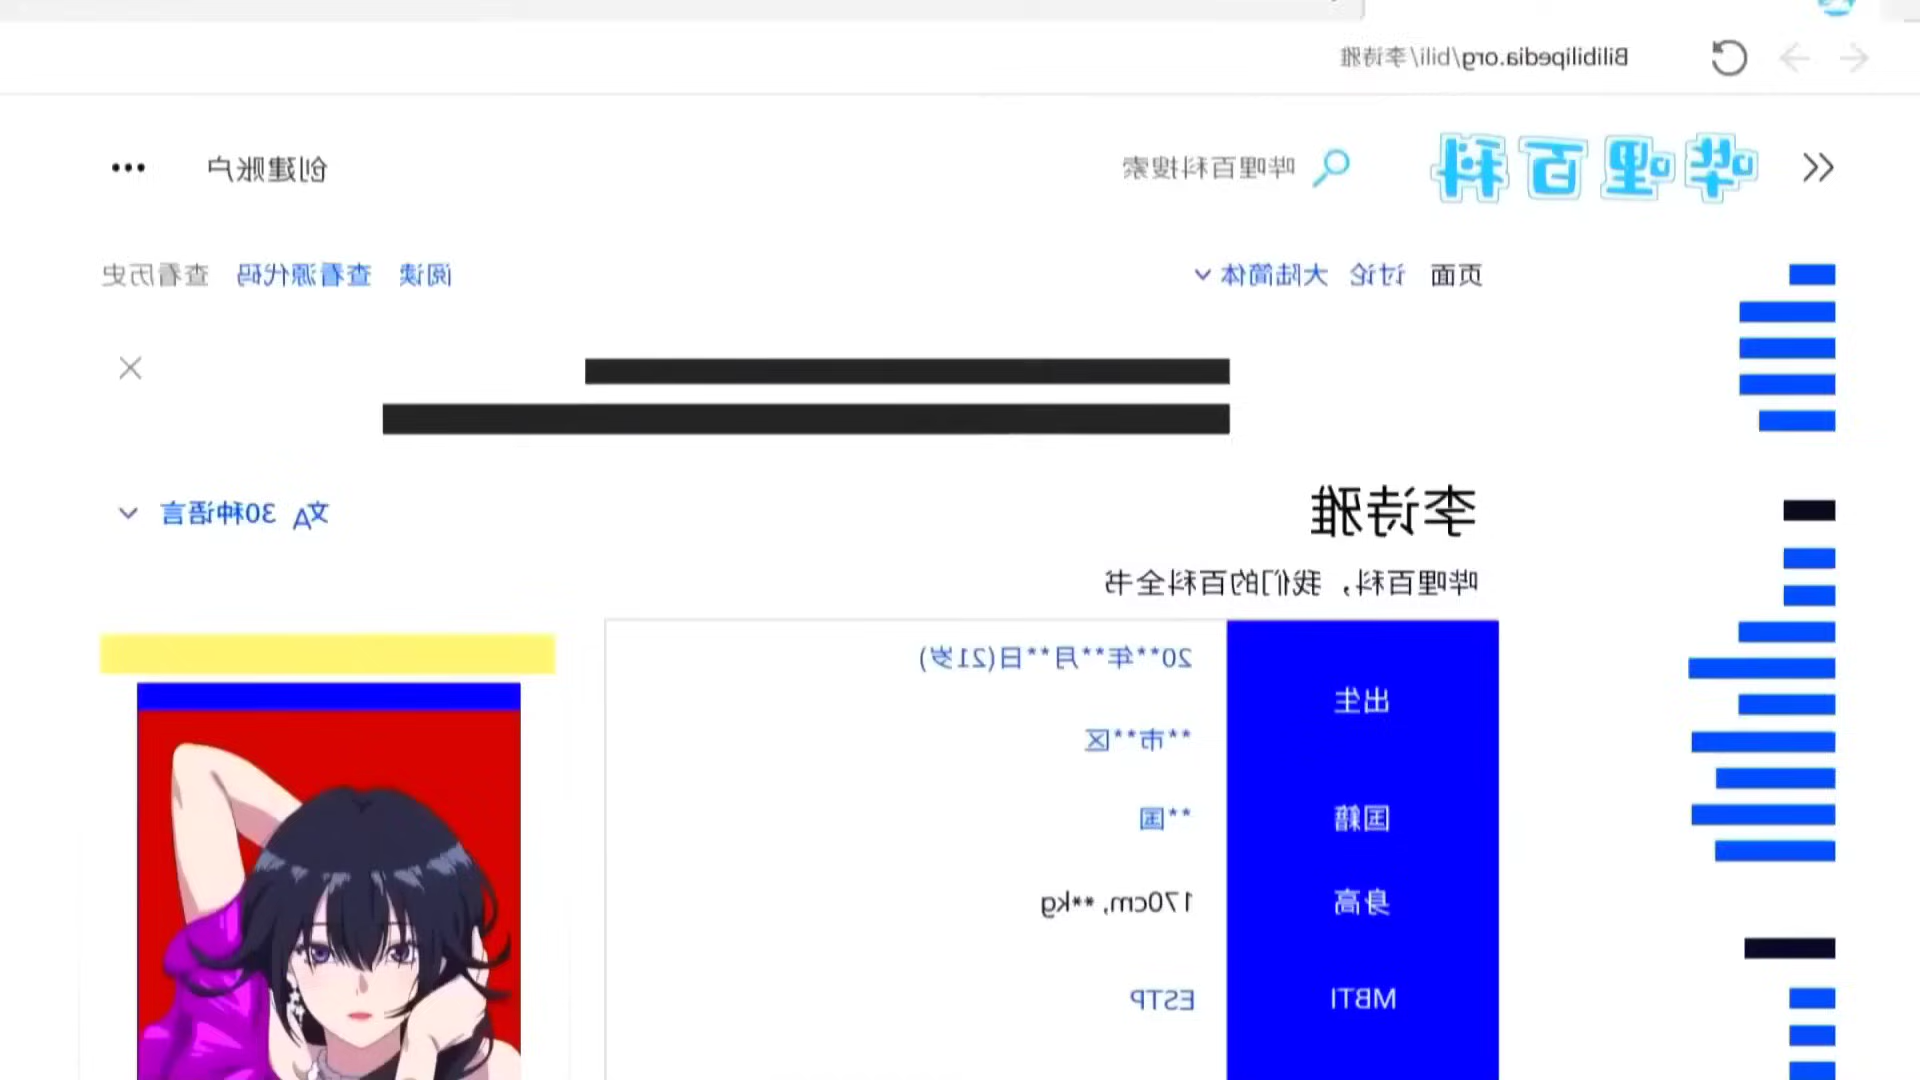 Bilibilipedia.org/bili/李诗雅
哔哩百科
哔哩百科搜索
创建账户
页面 讨论 大陆简体
阅读 查看源代码 查看历史
李诗雅
文A 30种语言
哔哩百科，我们的百科全书
出生
20**年**月**日(21岁)
**市**区
国籍
**国
身高
170cm, **kg
MBTI
ESTP